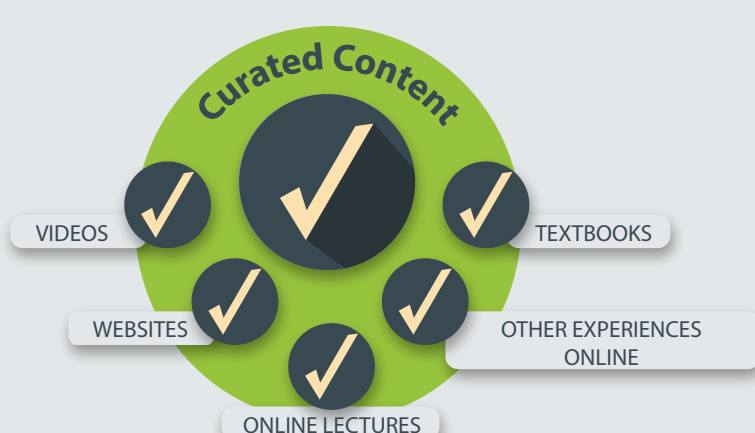 Curated Content
VIDEOS
TEXTBOOKS
WEBSITES
OTHER EXPERIENCES
ONLINE
ONLINE LECTURES